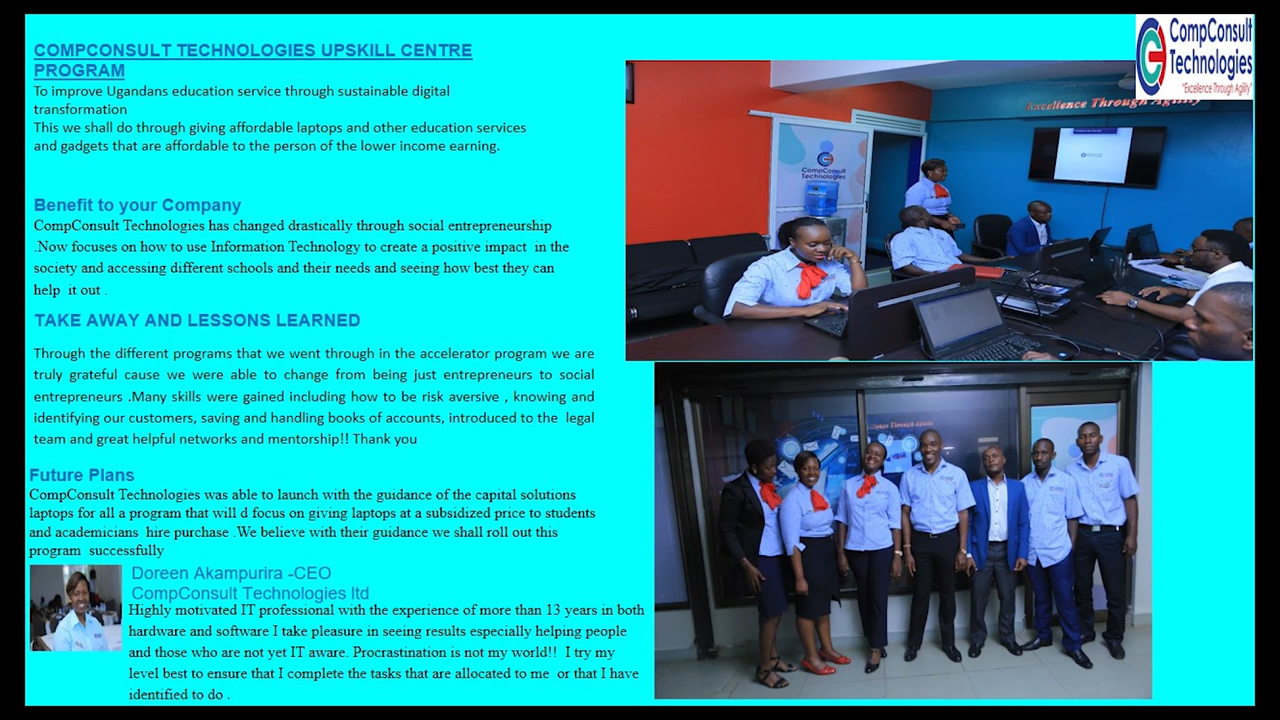 COMPCONSULT TECHNOLOGIES UPSKILL CENTRE
PROGRAM
To improve Ugandans education service through sustainable digital
transformation
This we shall do through giving affordable laptops and other education services
and gadgets that are affordable to the person of the lower income earning.
Benefit to your Company
CompConsult Technologies has changed drastically through social entrepreneurship
.Now focuses on how to use Information Technology to create a positive impact in the
society and accessing different schools and their needs and seeing how best they can
help it out .
TAKE AWAY AND LESSONS LEARNED
Through the different programs that we went through in the accelerator program we are
truly grateful cause we were able to change from being just entrepreneurs to social
entrepreneurs .Many skills were gained including how to be risk aversive , knowing and
identifying our customers, saving and handling books of accounts, introduced to the legal
team and great helpful networks and mentorship!! Thank you
Future Plans
CompConsult Technologies was able to launch with the guidance of the capital solutions
laptops for all a program that will d focus on giving laptops at a subsidized price to students
and academicians hire purchase .We believe with their guidance we shall roll out this
program successfully
Doreen Akampurira -CEO
CompConsult Technologies ltd
Highly motivated IT professional with the experience of more than 13 years in both
hardware and software I take pleasure in seeing results especially helping people
and those who are not yet IT aware. Procrastination is not my world!! I try my
level best to ensure that I complete the tasks that are allocated to me or that I have
identified to do .
CompConsult
Technologies
"Excellence Through Agility"
Excellence Through Agility
CompConsult
Technologies
Through Agility